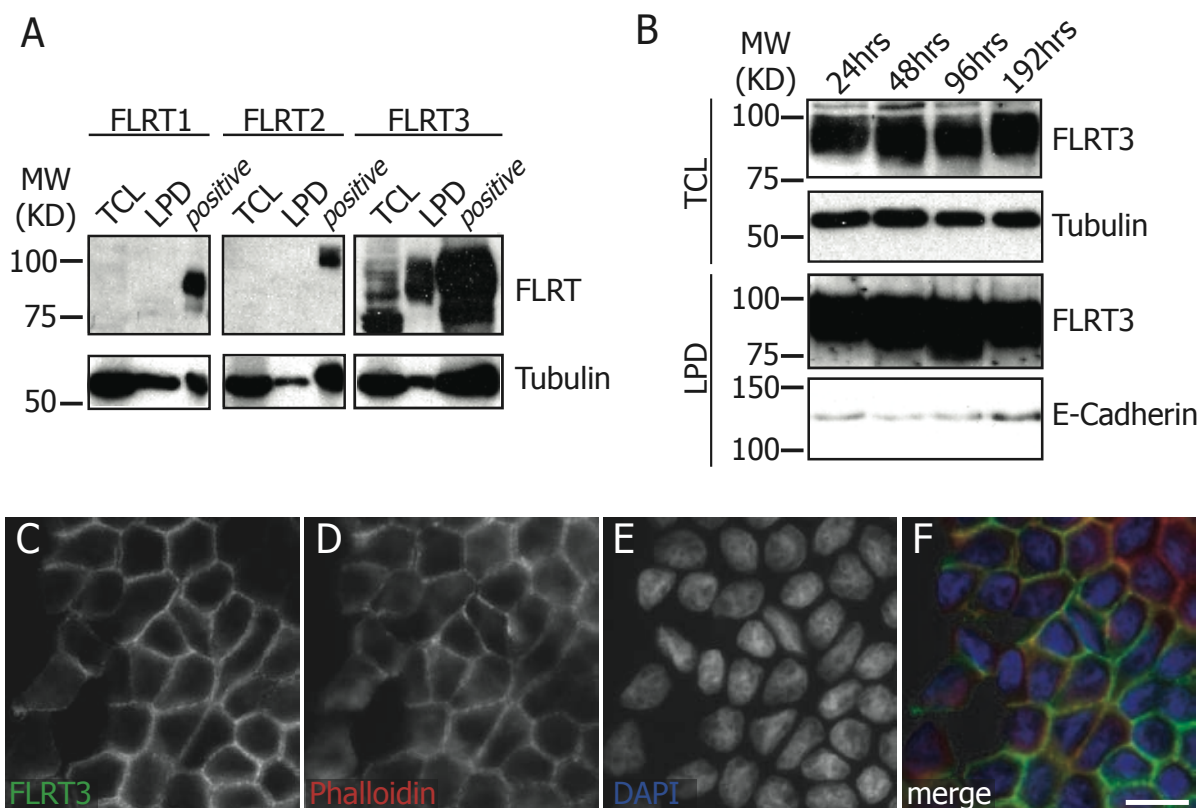 A
FLRT1 FLRT2 FLRT3
MW
(KD)
TCL LPD positive TCL LPD positive TCL LPD positive
100
75
FLRT
50
Tubulin
B
MW
(KD)
24hrs 48hrs 96hrs 192hrs
TCL
100
75
FLRT3
50
Tubulin
LPD
100
75
FLRT3
150
100
E-Cadherin
C
FLRT3
D
Phalloidin
E
DAPI
F
merge